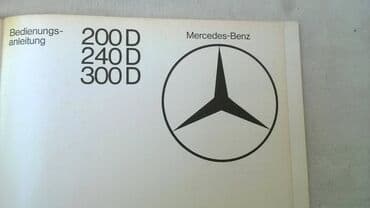 Bedienungs-
anleitung
200 D
240 D
300 D
Mercedes-Benz